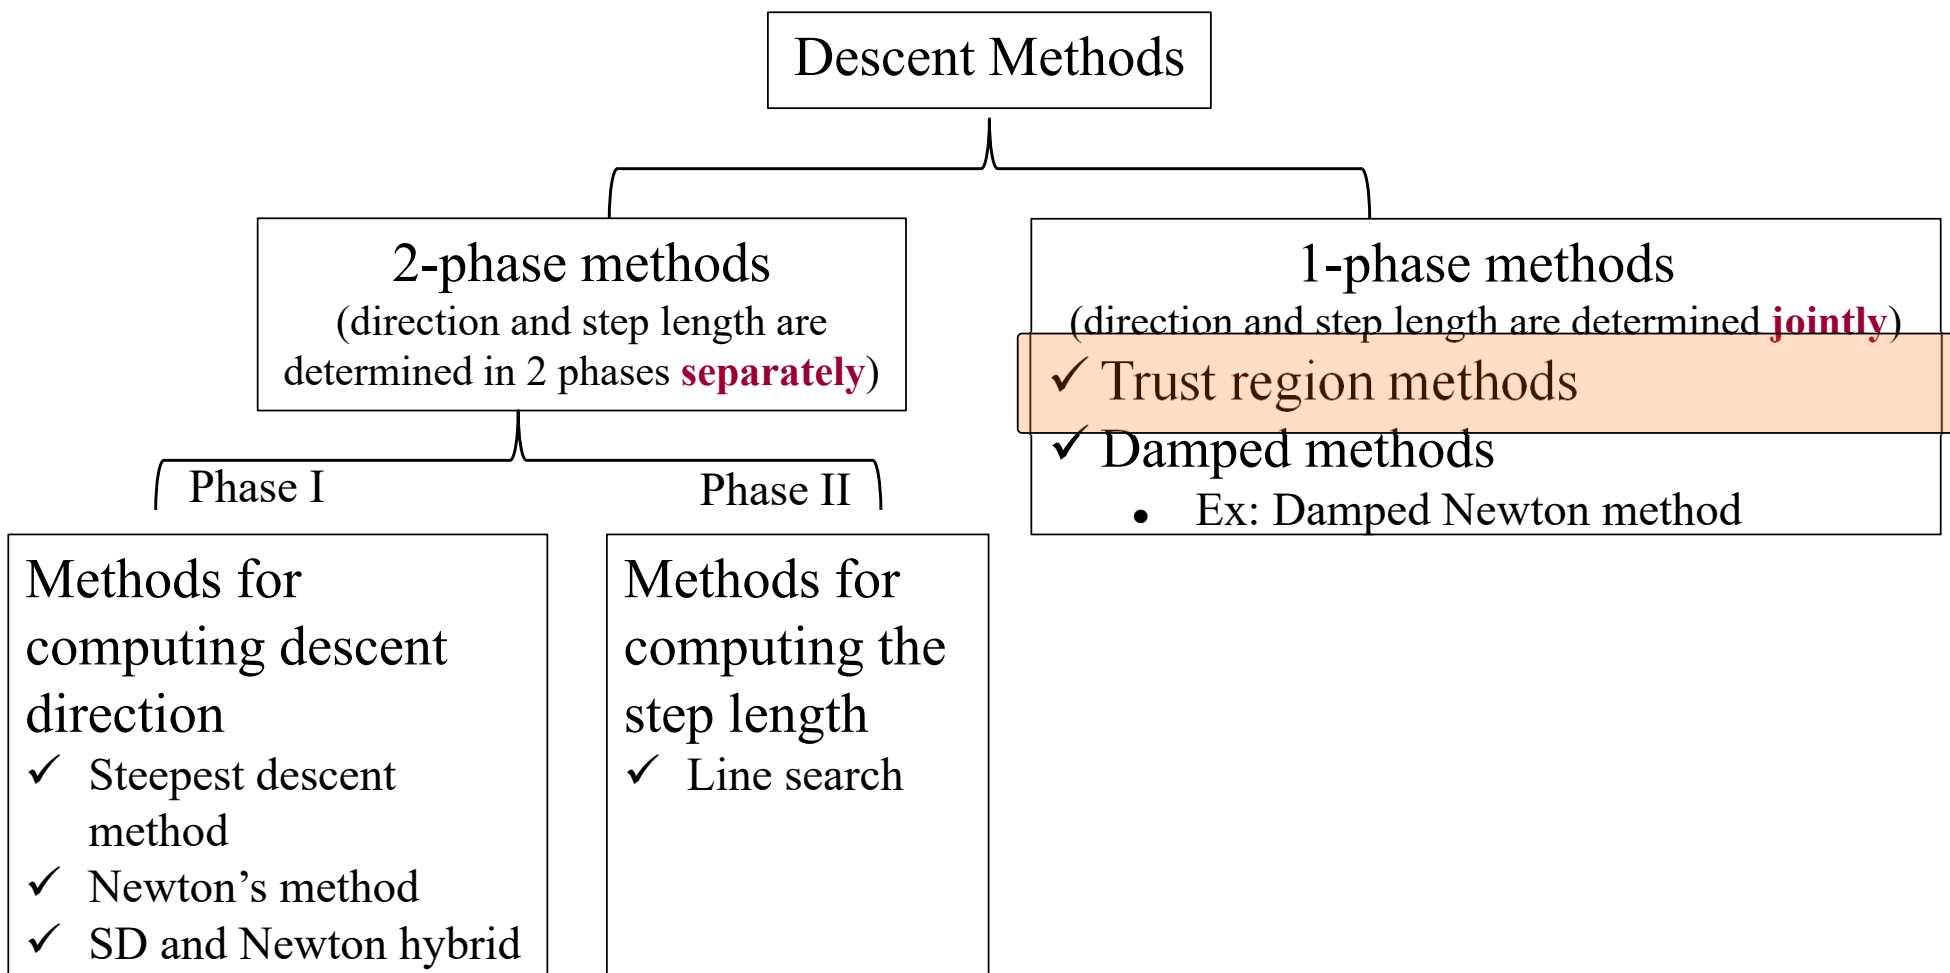 Descent Methods
2-phase methods
(direction and step length are
determined in 2 phases separately)
1-phase methods
(direction and step length are determined jointly)
✓ Trust region methods
✓ Damped methods
• Ex: Damped Newton method
Phase I
Phase II
Methods for
computing descent
direction
✓ Steepest descent
method
✓ Newton’s method
✓ SD and Newton hybrid
Methods for
computing the
step length
✓ Line search